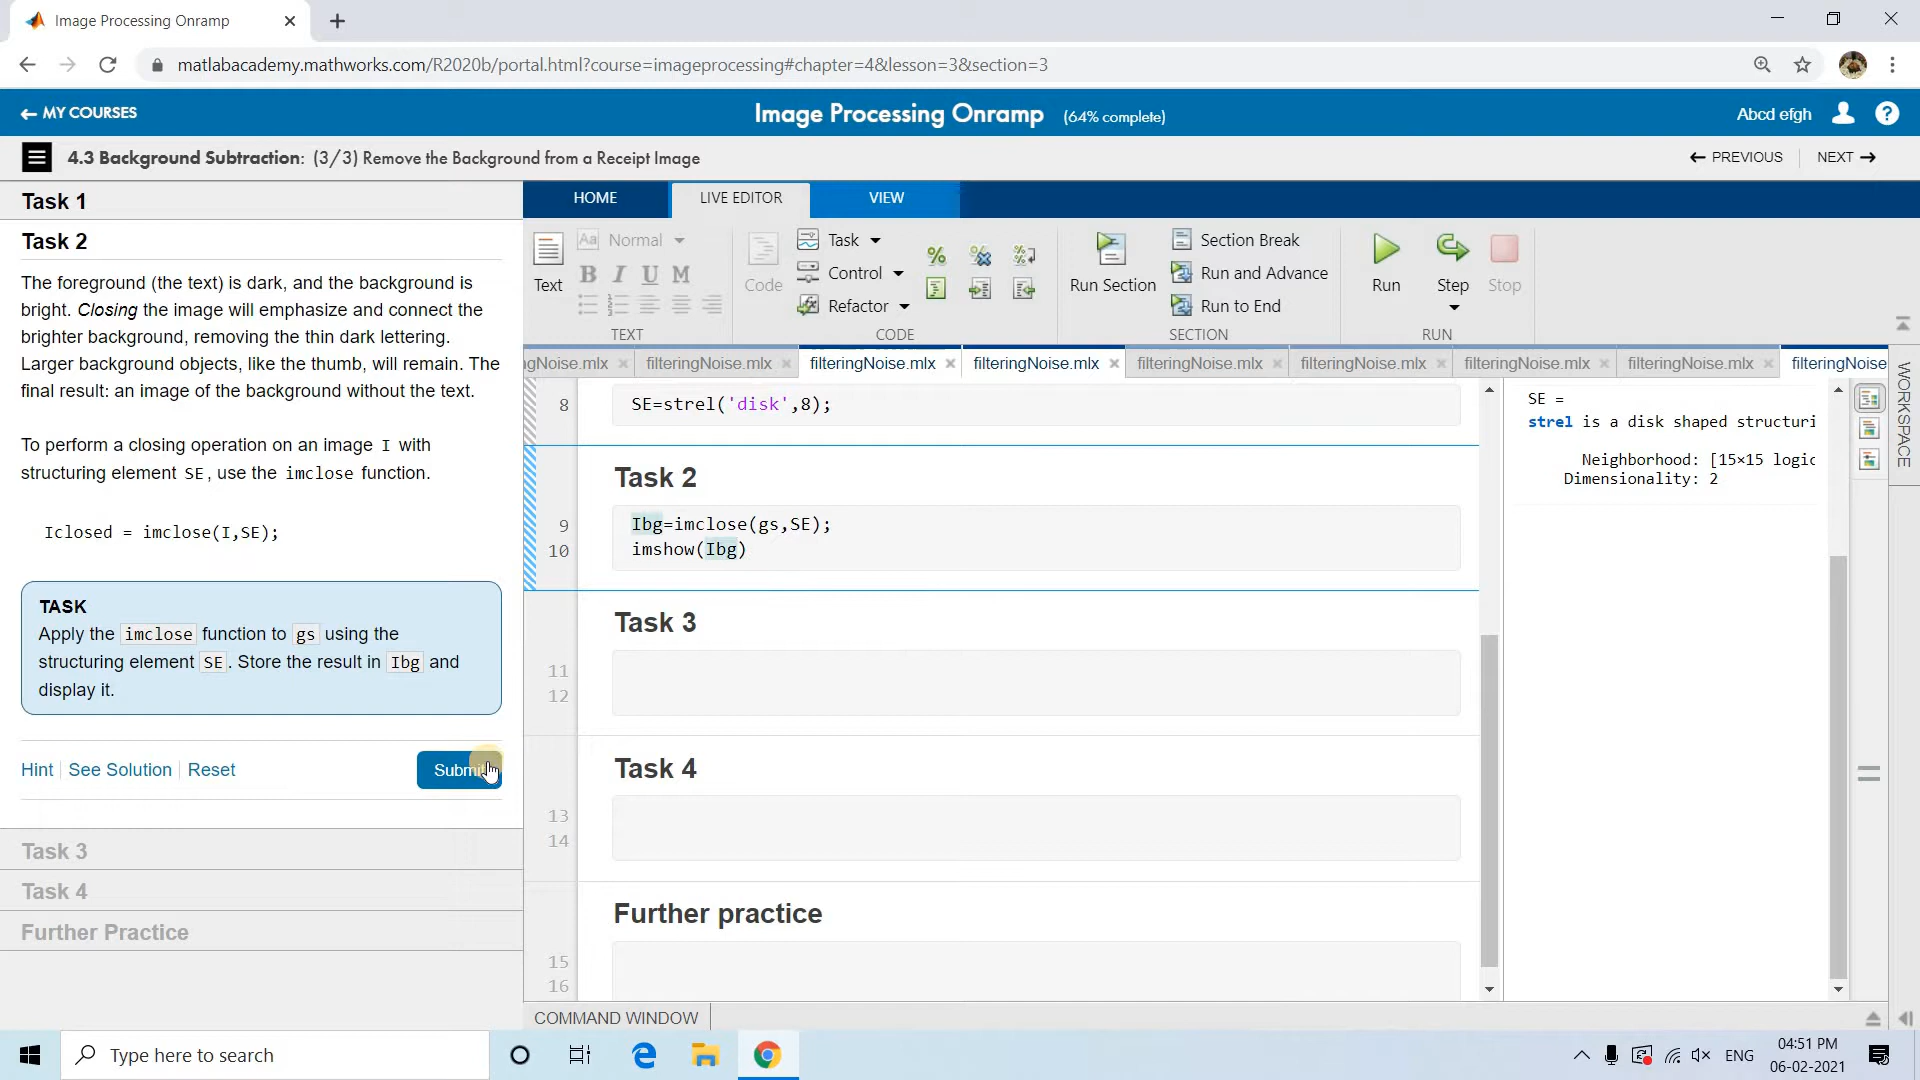 Image Processing Onramp
matlabacademy.mathworks.com/R2020b/portal.html?course=imageprocessing#chapter=4&lesson=3&section=3
MY COURSES
Image Processing Onramp (64% complete)
Abcd efgh
4.3 Background Subtraction: (3/3) Remove the Background from a Receipt Image
PREVIOUS
NEXT
Task 1
Task 2
The foreground (the text) is dark, and the background is
bright. Closing the image will emphasize and connect the
brighter background, removing the thin dark lettering.
Larger background objects, like the thumb, will remain. The
final result: an image of the background without the text.
To perform a closing operation on an image I with
structuring element SE, use the imclose function.
Iclosed = imclose(I,SE);
TASK
Apply the imclose function to gs using the
structuring element SE. Store the result in Ibg and
display it.
Hint
See Solution
Reset
Submit
Task 3
Task 4
Further Practice
HOME
LIVE EDITOR
VIEW
Text
Aa Normal
B I U M
TEXT
Code
Task
Control
Refactor
CODE
Run Section
Section Break
Run and Advance
Run to End
SECTION
Run
Step
Stop
RUN
gNoise.mlx
filteringNoise.mlx
filteringNoise.mlx
filteringNoise.mlx
filteringNoise.mlx
filteringNoise.mlx
filteringNoise.mlx
filteringNoise.mlx
filteringNoise
8 SE=strel('disk',8);
Task 2
9 Ibg=imclose(gs,SE);
10 imshow(Ibg)
Task 3
11
12
Task 4
13
14
Further practice
15
16
SE =
strel is a disk shaped structuri
Neighborhood: [15×15 logic
Dimensionality: 2
WORKSPACE
COMMAND WINDOW
Type here to search
ENG
04:51 PM
06-02-2021